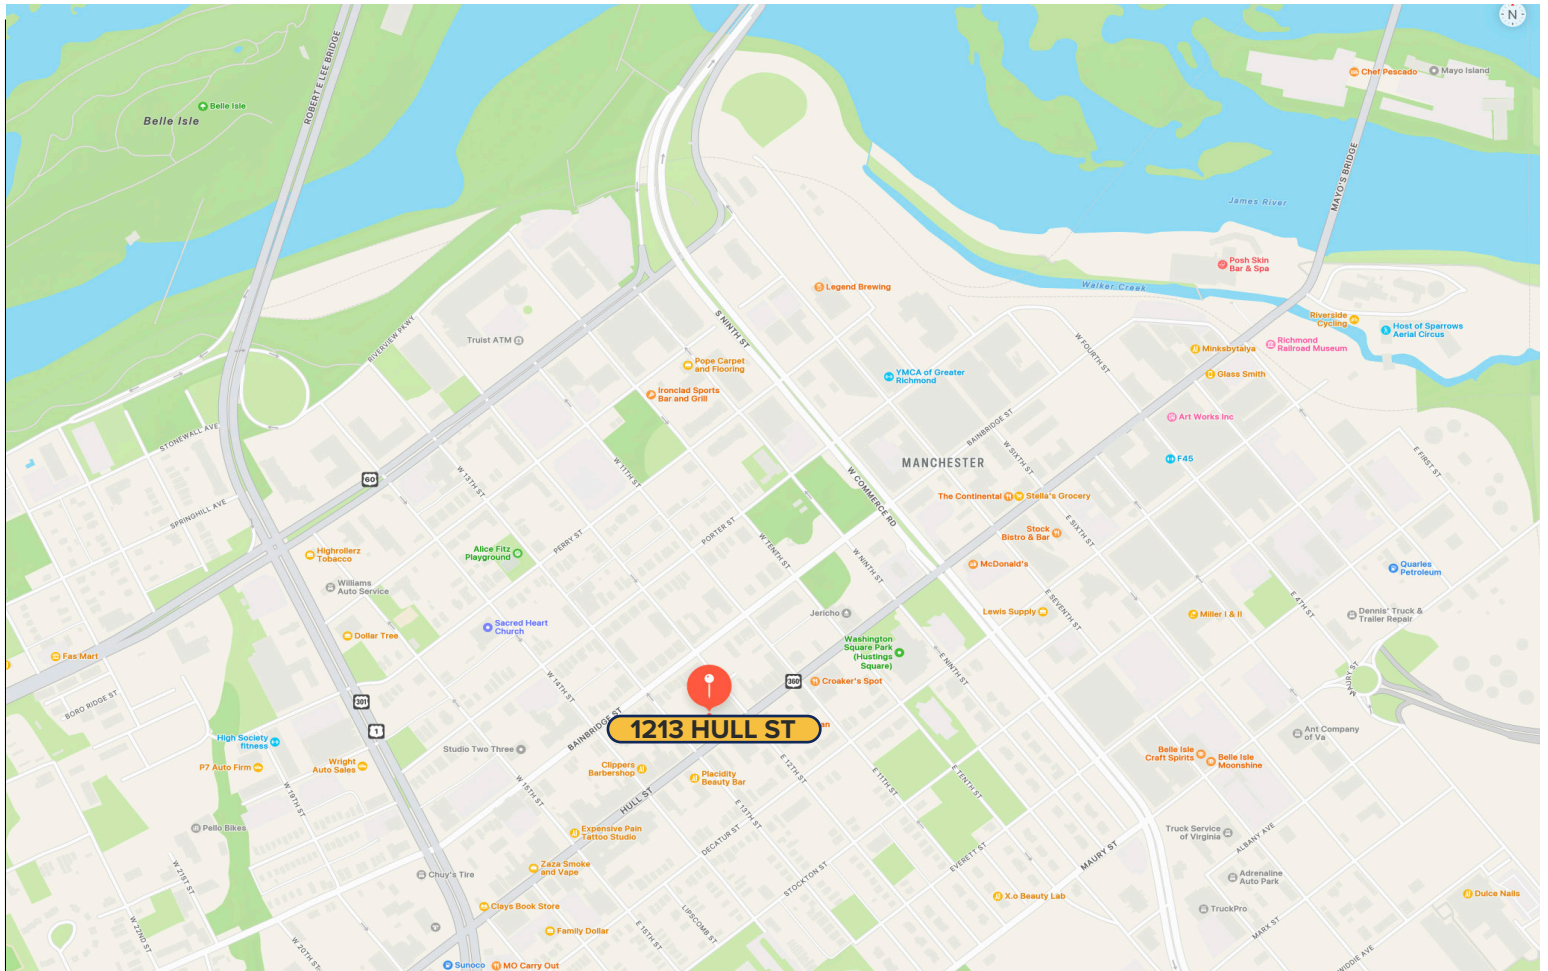 N
Chef Pescado
Mayo Island
ROBERT E LEE BRIDGE
Belle Isle
Belle Isle
MAYO'S BRIDGE
James River
Posh Skin
Bar & Spa
Walker Creek
Legend Brewing
S NINTH ST
RIVERVIEW PKWY
Truist ATM
W FOURTH ST
Riverside
Cycling
Host of Sparrows
Aerial Circus
Richmond
Railroad Museum
Minksbytalya
Pope Carpet
and Flooring
YMCA of Greater
Richmond
Glass Smith
Ironclad Sports
Bar and Grill
Art Works Inc
STONEWALL AVE
BAINBRIDGE ST
W SIXTH ST
F45
E FIRST ST
MANCHESTER
60
W 13TH ST
W 11TH ST
W COMMERCE RD
The Continental
Stella's Grocery
SPRINGHILL AVE
PERRY ST
PORTER ST
W TENTH ST
W NINTH ST
Stock
Bistro & Bar
E SIXTH ST
Highrollerz
Tobacco
Alice Fitz
Playground
McDonald's
Quarles
Petroleum
Williams
Auto Service
E SEVENTH ST
E 4TH ST
Jericho
Lewis Supply
Miller I & II
Dennis' Truck &
Trailer Repair
Sacred Heart
Church
Dollar Tree
Washington
Square Park
(Hustings
Square)
E NINTH ST
Fas Mart
MAURY ST
BORO RIDGE ST
W 14TH ST
360
Croaker's Spot
301
1
BAINBRIDGE ST
1213 HULL ST
an
High Society
fitness
Studio Two Three
Ant Company
of Va
P7 Auto Firm
Wright
Auto Sales
Clippers
Barbershop
Placidity
Beauty Bar
E 12TH ST
E 11TH ST
E TENTH ST
Belle Isle
Craft Spirits
Belle Isle
Moonshine
W 19TH ST
W 15TH ST
HULL ST
E 13TH ST
Pello Bikes
Expensive Pain
Tattoo Studio
DECATUR ST
Truck Service
of Virginia
ALBANY AVE
W 21ST ST
Chuy's Tire
Zaza Smoke
and Vape
STOCKTON ST
EVERETT ST
MAURY ST
Adrenaline
Auto Park
X.o Beauty Lab
Dulce Nails
Clays Book Store
LIPSCOMB ST
TruckPro
W 22ND ST
W 20TH ST
Family Dollar
E 15TH ST
MARX ST
WIDDIE AVE
Sunoco
MO Carry Out